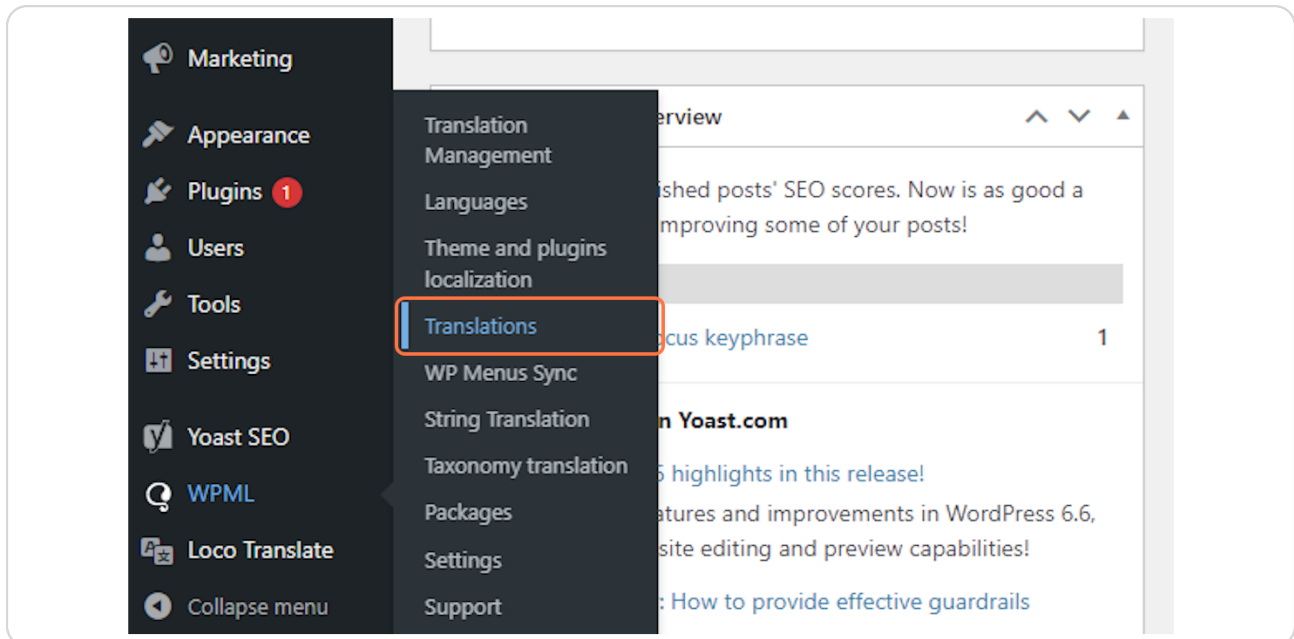 Marketing
Appearance
Plugins 1
Users
Tools
Settings
Yoast SEO
WPML
Loco Translate
Collapse menu
Translation
Management
Languages
Theme and plugins
localization
Translations
WP Menus Sync
String Translation
Taxonomy translation
Packages
Settings
Support
erview
ished posts' SEO scores. Now is as good a
mproving some of your posts!
ocus keyphrase 1
n Yoast.com
6 highlights in this release!
atures and improvements in WordPress 6.6,
site editing and preview capabilities!
: How to provide effective guardrails